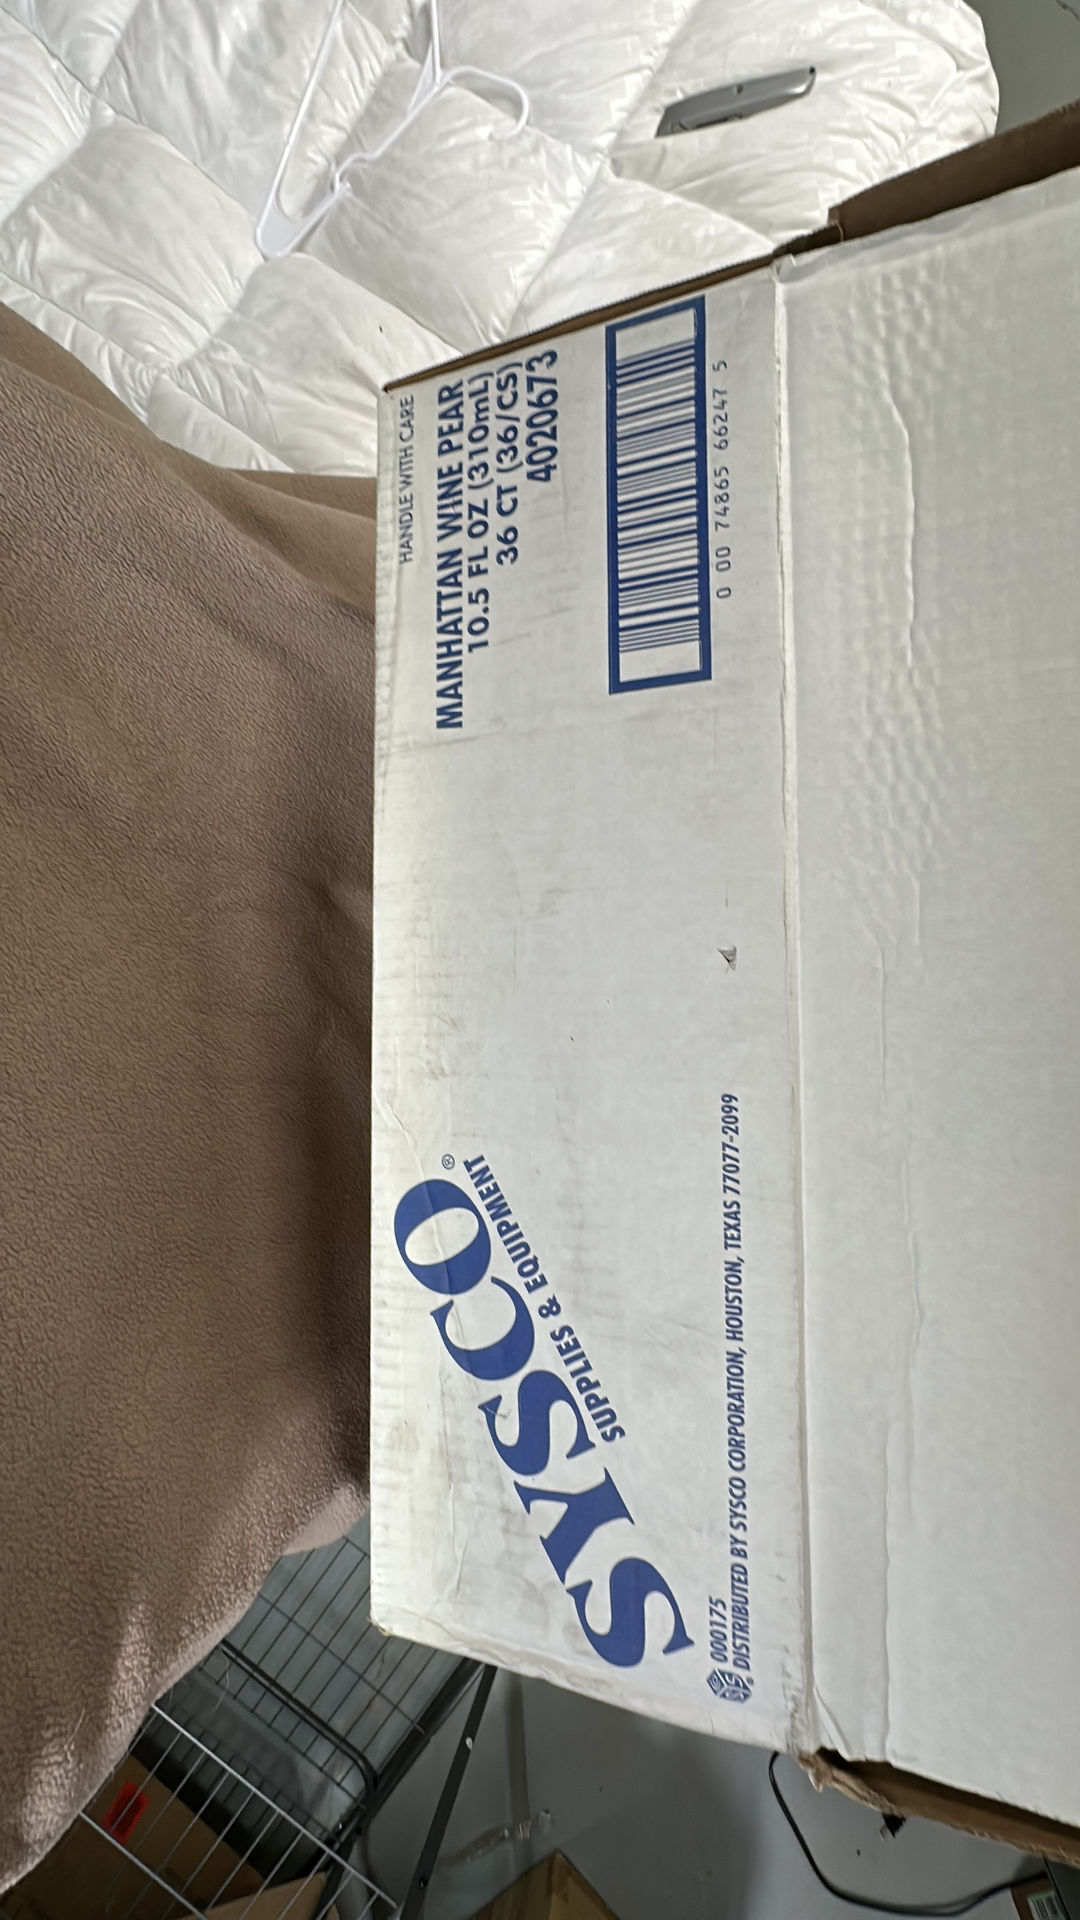 HANDLE WITH CARE
MANHATTAN WINE PEAR
10.5 FL OZ (310mL)
36 CT (36/CS)
4020673
0 00 74865 66247 5
SYSCO®
SUPPLIES & EQUIPMENT
000175
DISTRIBUTED BY SYSCO CORPORATION, HOUSTON, TEXAS 77077-2099